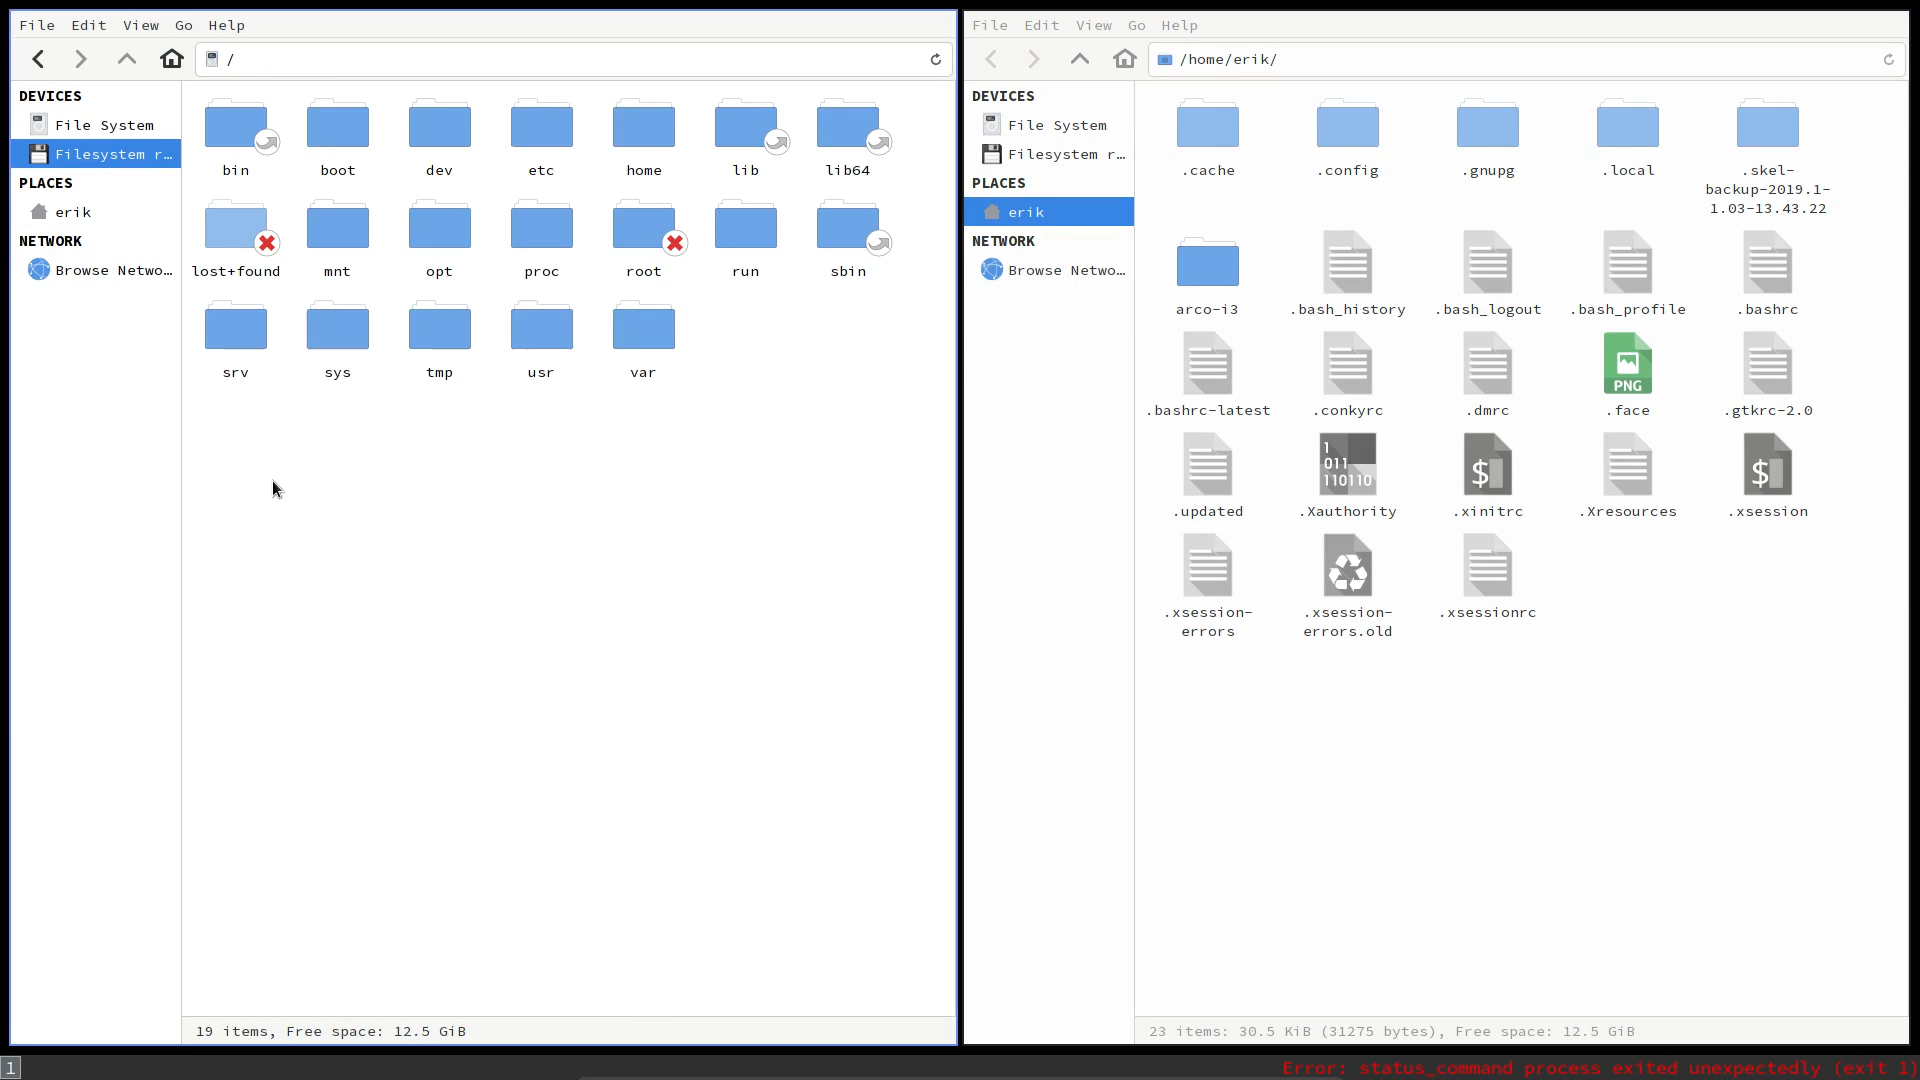 File Edit View Go Help
/
DEVICES
File System
Filesystem r…
PLACES
erik
NETWORK
Browse Netwo…
bin boot dev etc home lib lib64
lost+found mnt opt proc root run sbin
srv sys tmp usr var
19 items, Free space: 12.5 GiB
File Edit View Go Help
/home/erik/
DEVICES
File System
Filesystem r…
PLACES
erik
NETWORK
Browse Netwo…
.cache .config .gnupg .local .skel-
backup-2019.1-
1.03-13.43.22
arco-i3 .bash_history .bash_logout .bash_profile .bashrc
PNG
.bashrc-latest .conkyrc .dmrc .face .gtkrc-2.0
1
011
110110
$ $
.updated .Xauthority .xinitrc .Xresources .xsession
.xsession- .xsession- .xsessionrc
errors errors.old
23 items: 30.5 KiB (31275 bytes), Free space: 12.5 GiB
1
Error: status_command process exited unexpectedly (exit 1)